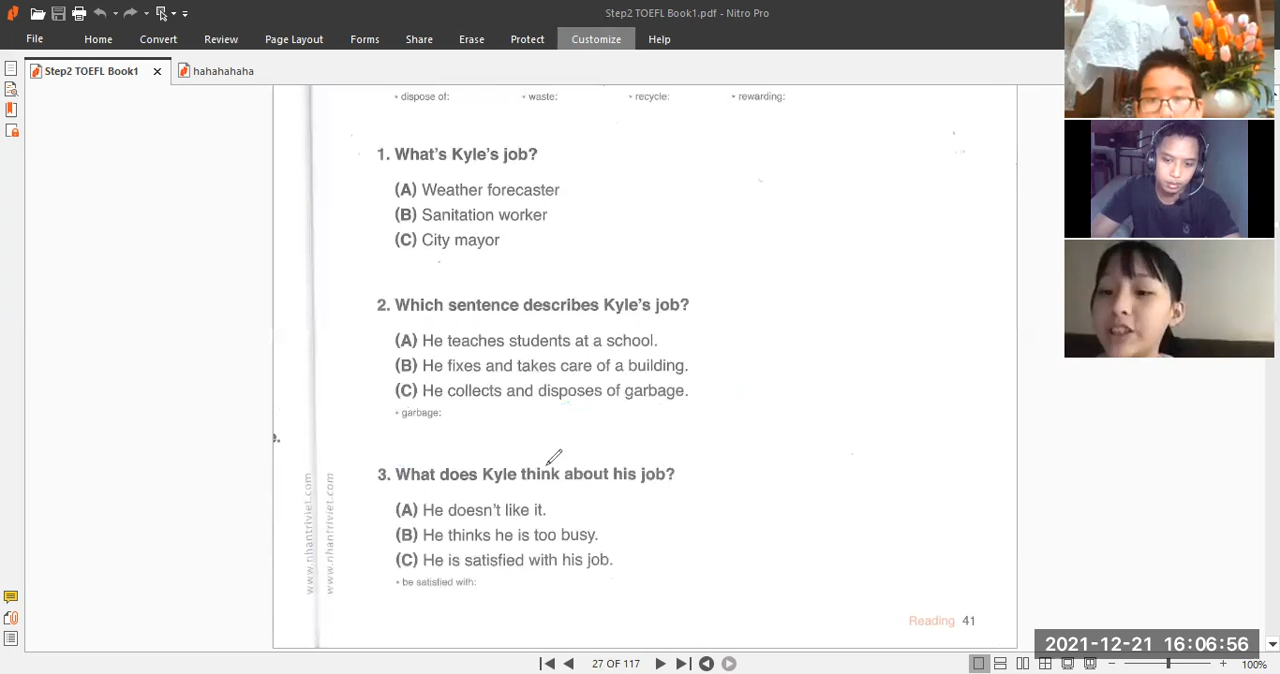 Step2 TOEFL Book1.pdf - Nitro Pro
File Home Convert Review Page Layout Forms Share Erase Protect Customize Help
Step2 TOEFL Book1 × hahahahaha
• dispose of: • waste: • recycle: • rewarding:
1. What's Kyle's job?
(A) Weather forecaster
(B) Sanitation worker
(C) City mayor
2. Which sentence describes Kyle's job?
(A) He teaches students at a school.
(B) He fixes and takes care of a building.
(C) He collects and disposes of garbage.
• garbage:
e.
3. What does Kyle think about his job?
(A) He doesn't like it.
(B) He thinks he is too busy.
(C) He is satisfied with his job.
• be satisfied with:
www.nhantriviet.com
www.nhantriviet.com
Reading 41
2021-12-21 16:06:56
27 OF 117
100%